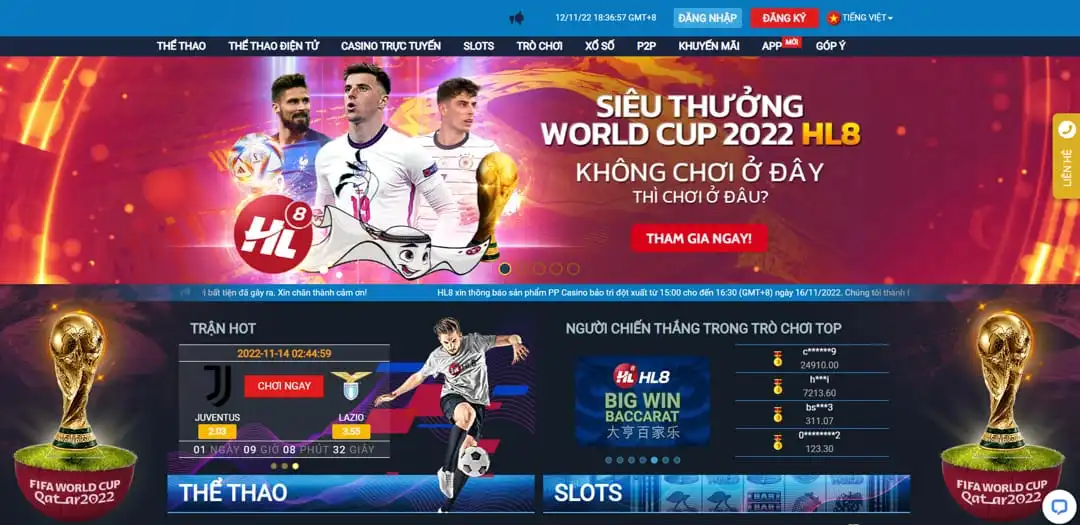 12/11/22 18:36:57 GMT+8
ĐĂNG NHẬP
ĐĂNG KÝ
TIẾNG VIỆT
THỂ THAO
THỂ THAO ĐIỆN TỬ
CASINO TRỰC TUYẾN
SLOTS
TRÒ CHƠI
XỔ SỐ
P2P
KHUYẾN MÃI
APP
MỚI
GÓP Ý
SIÊU THƯỞNG
WORLD CUP 2022 HL8
KHÔNG CHƠI Ở ĐÂY
THÌ CHƠI Ở ĐÂU?
THAM GIA NGAY!
LIÊN HỆ
HL8
bất tiện đã gây ra. Xin chân thành cảm ơn!
HL8 xin thông báo sản phẩm PP Casino bảo trì đột xuất từ 15:00 cho đến 16:30 (GMT+8) ngày 16/11/2022. Chúng tôi thành
TRẬN HOT
2022-11-14 02:44:59
CHƠI NGAY
JUVENTUS
LAZIO
2.03
3.55
01 NGÀY 09 GIỜ 08 PHÚT 32 GIÂY
NGƯỜI CHIẾN THẮNG TRONG TRÒ CHƠI TOP
HL HL8
BIG WIN
BACCARAT
大亨百家乐
c******9
24910.00
h***i
7213.60
bs***3
311.07
0********2
123.30
FIFA WORLD CUP
Qatar2022
FIFA WORLD CUP
Qatar2022
THỂ THAO
SLOTS